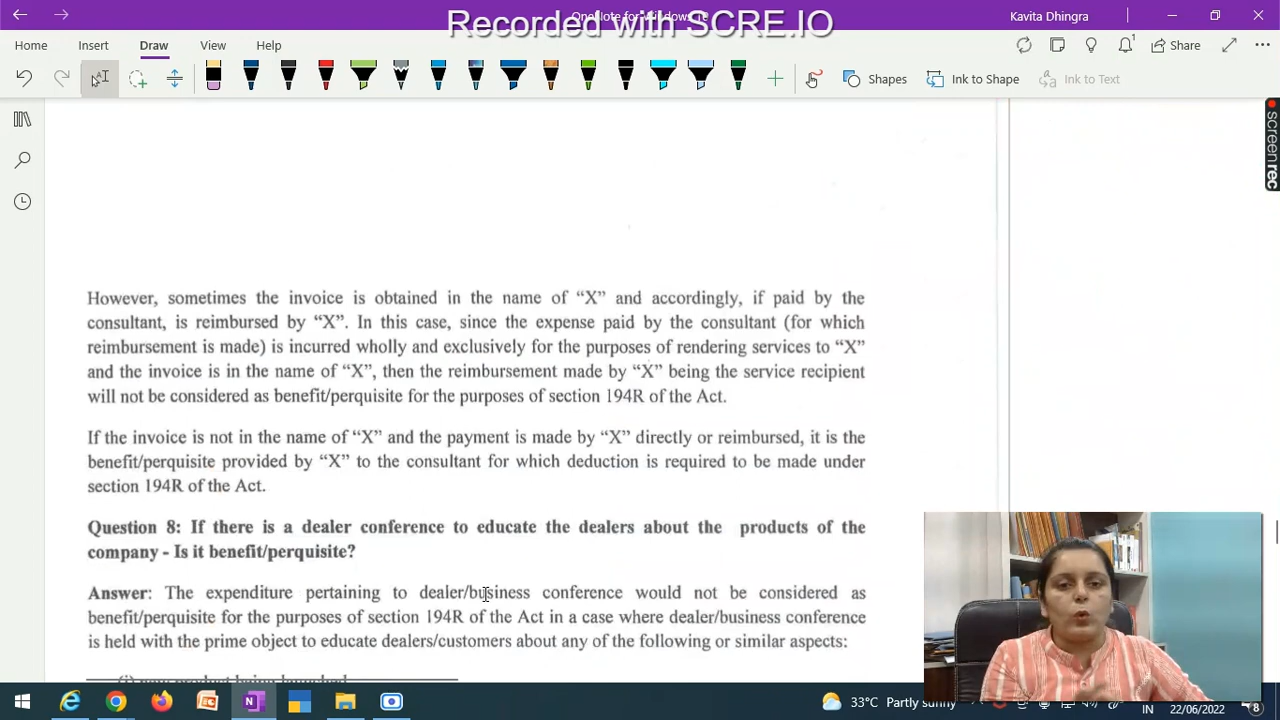 OneNote for Windows 10
Recorded with SCRE.IO
Kavita Dhingra
Home Insert Draw View Help
Share
Shapes
Ink to Shape
Ink to Text
screenrec
However, sometimes the invoice is obtained in the name of “X” and accordingly, if paid by the
consultant, is reimbursed by “X”. In this case, since the expense paid by the consultant (for which
reimbursement is made) is incurred wholly and exclusively for the purposes of rendering services to “X”
and the invoice is in the name of “X”, then the reimbursement made by “X” being the service recipient
will not be considered as benefit/perquisite for the purposes of section 194R of the Act.
If the invoice is not in the name of “X” and the payment is made by “X” directly or reimbursed, it is the
benefit/perquisite provided by “X” to the consultant for which deduction is required to be made under
section 194R of the Act.
Question 8: If there is a dealer conference to educate the dealers about the products of the
company - Is it benefit/perquisite?
Answer: The expenditure pertaining to dealer/business conference would not be considered as
benefit/perquisite for the purposes of section 194R of the Act in a case where dealer/business conference
is held with the prime object to educate dealers/customers about any of the following or similar aspects:
(i) new product being launched
33°C Partly sunny
IN
22/06/2022
8